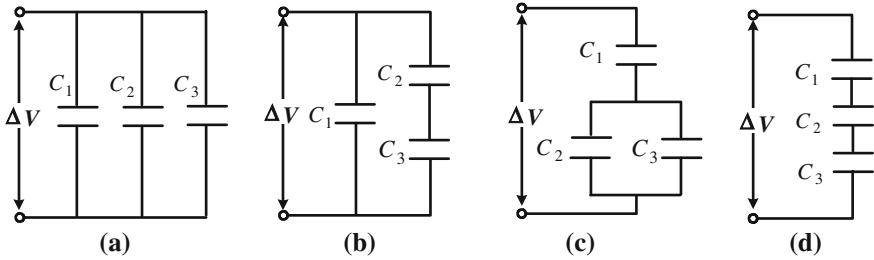 C1 C2 C3
ΔV
(a)
C2
ΔV C1
C3
(b)
C1
ΔV
C2 C3
(c)
C1
ΔV C2
C3
(d)